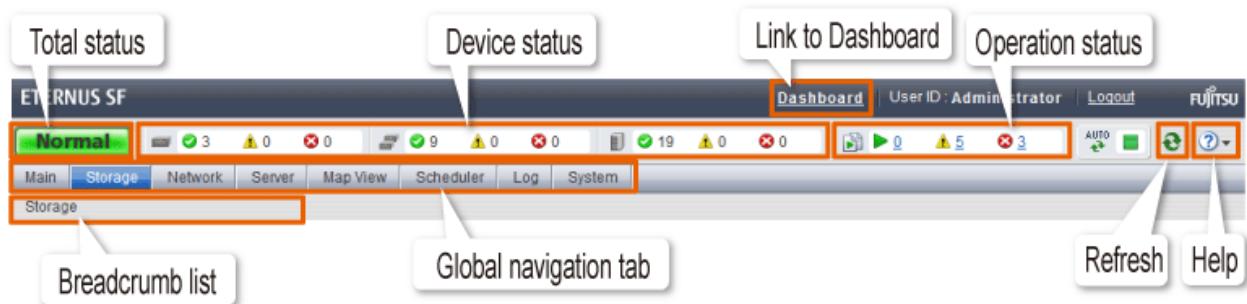 Total status
Device status
Link to Dashboard
Operation status
ETERNUS SF
Dashboard
User ID : Administrator
Logout
FUJITSU
Normal
3 0 0
9 0 0
19 0 0
0 5 3
AUTO
?
Main Storage Network Server Map View Scheduler Log System
Storage
Breadcrumb list
Global navigation tab
Refresh
Help